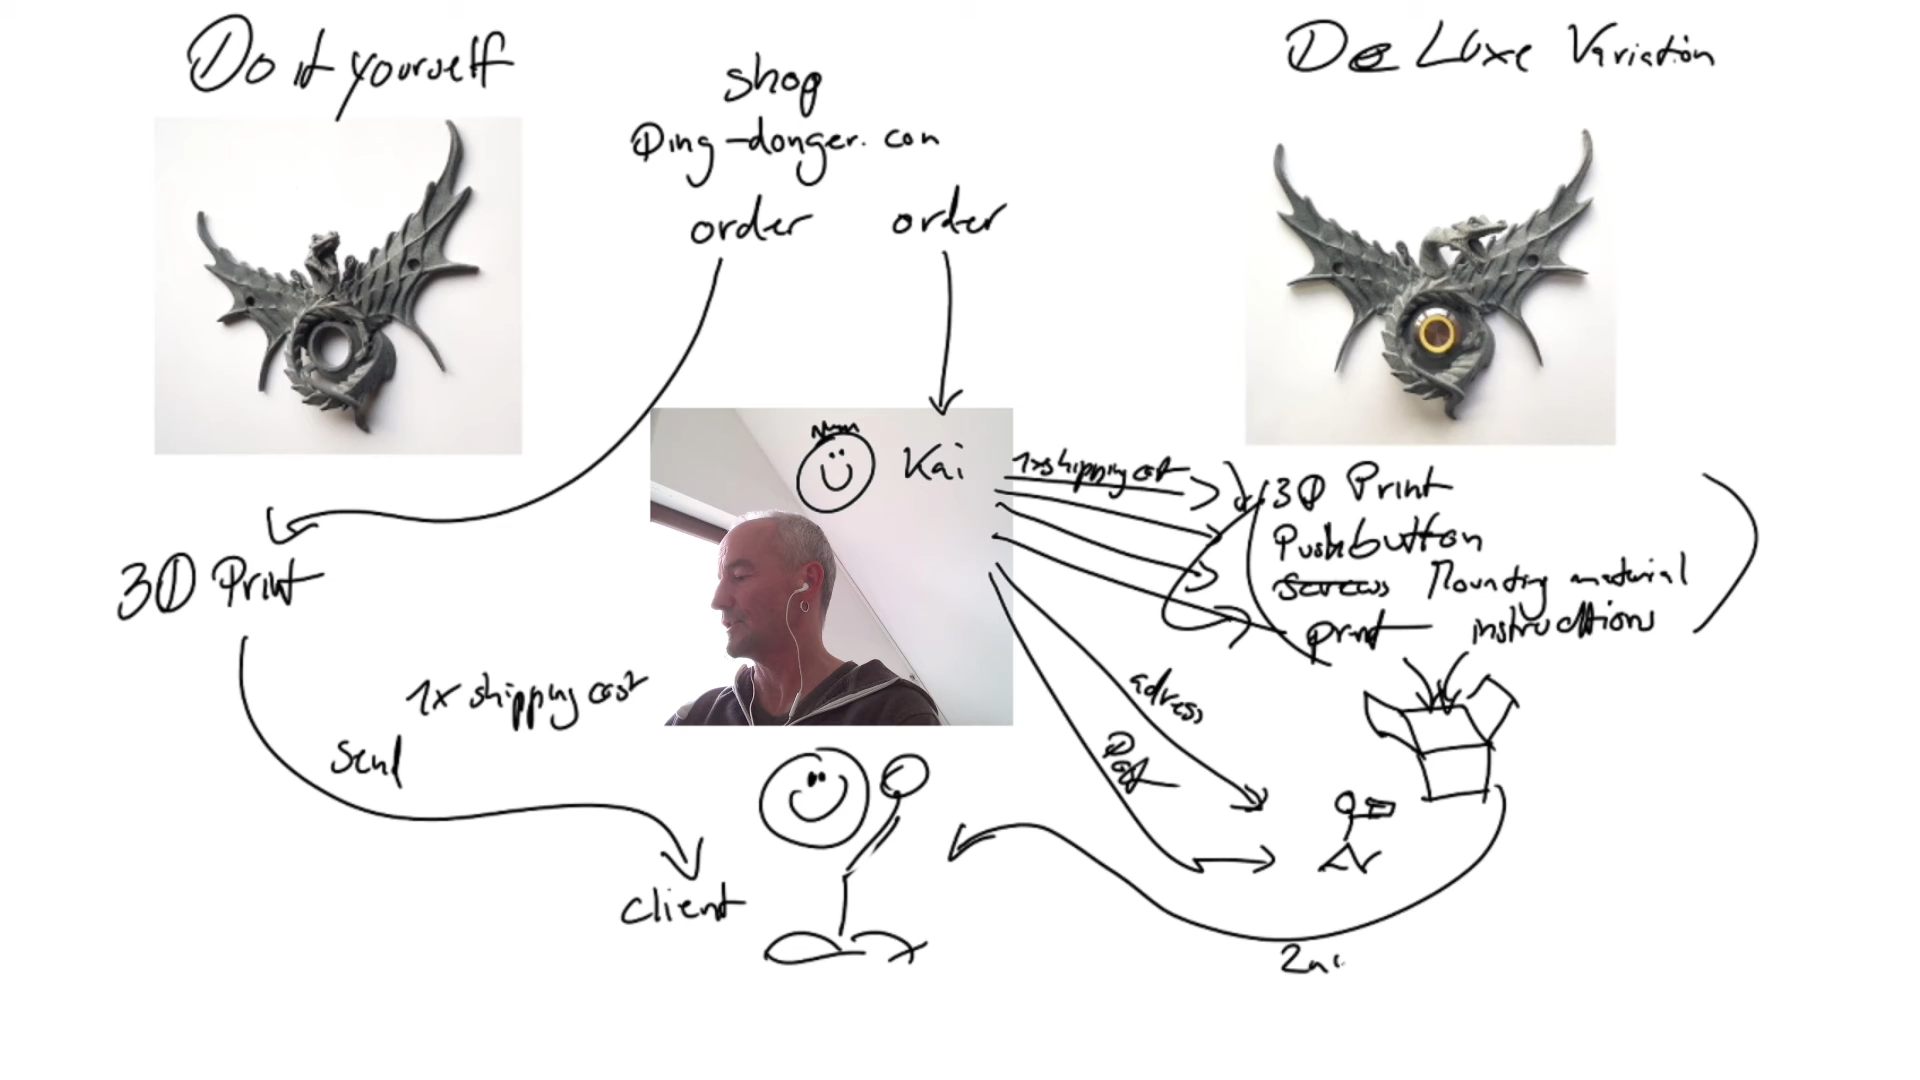 Do it yourself
shop
Ding-donger.com
order
order
De Luxe Variation
Kai
1x shipping cost
3D Print
Pushbutton
Screws Mounting material
print instructions
3D Print
1x shipping cost
Send
client
adress
2nd